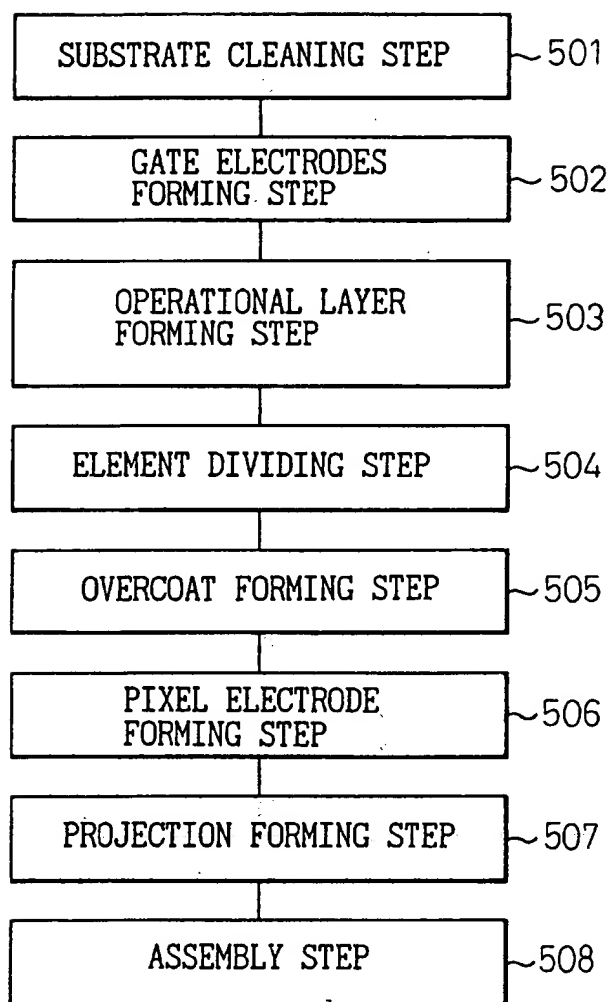 SUBSTRATE CLEANING STEP ~501
GATE ELECTRODES
FORMING STEP
~502
OPERATIONAL LAYER
FORMING STEP
~503
ELEMENT DIVIDING STEP ~504
OVERCOAT FORMING STEP ~505
PIXEL ELECTRODE
FORMING STEP
~506
PROJECTION FORMING STEP ~507
ASSEMBLY STEP ~508